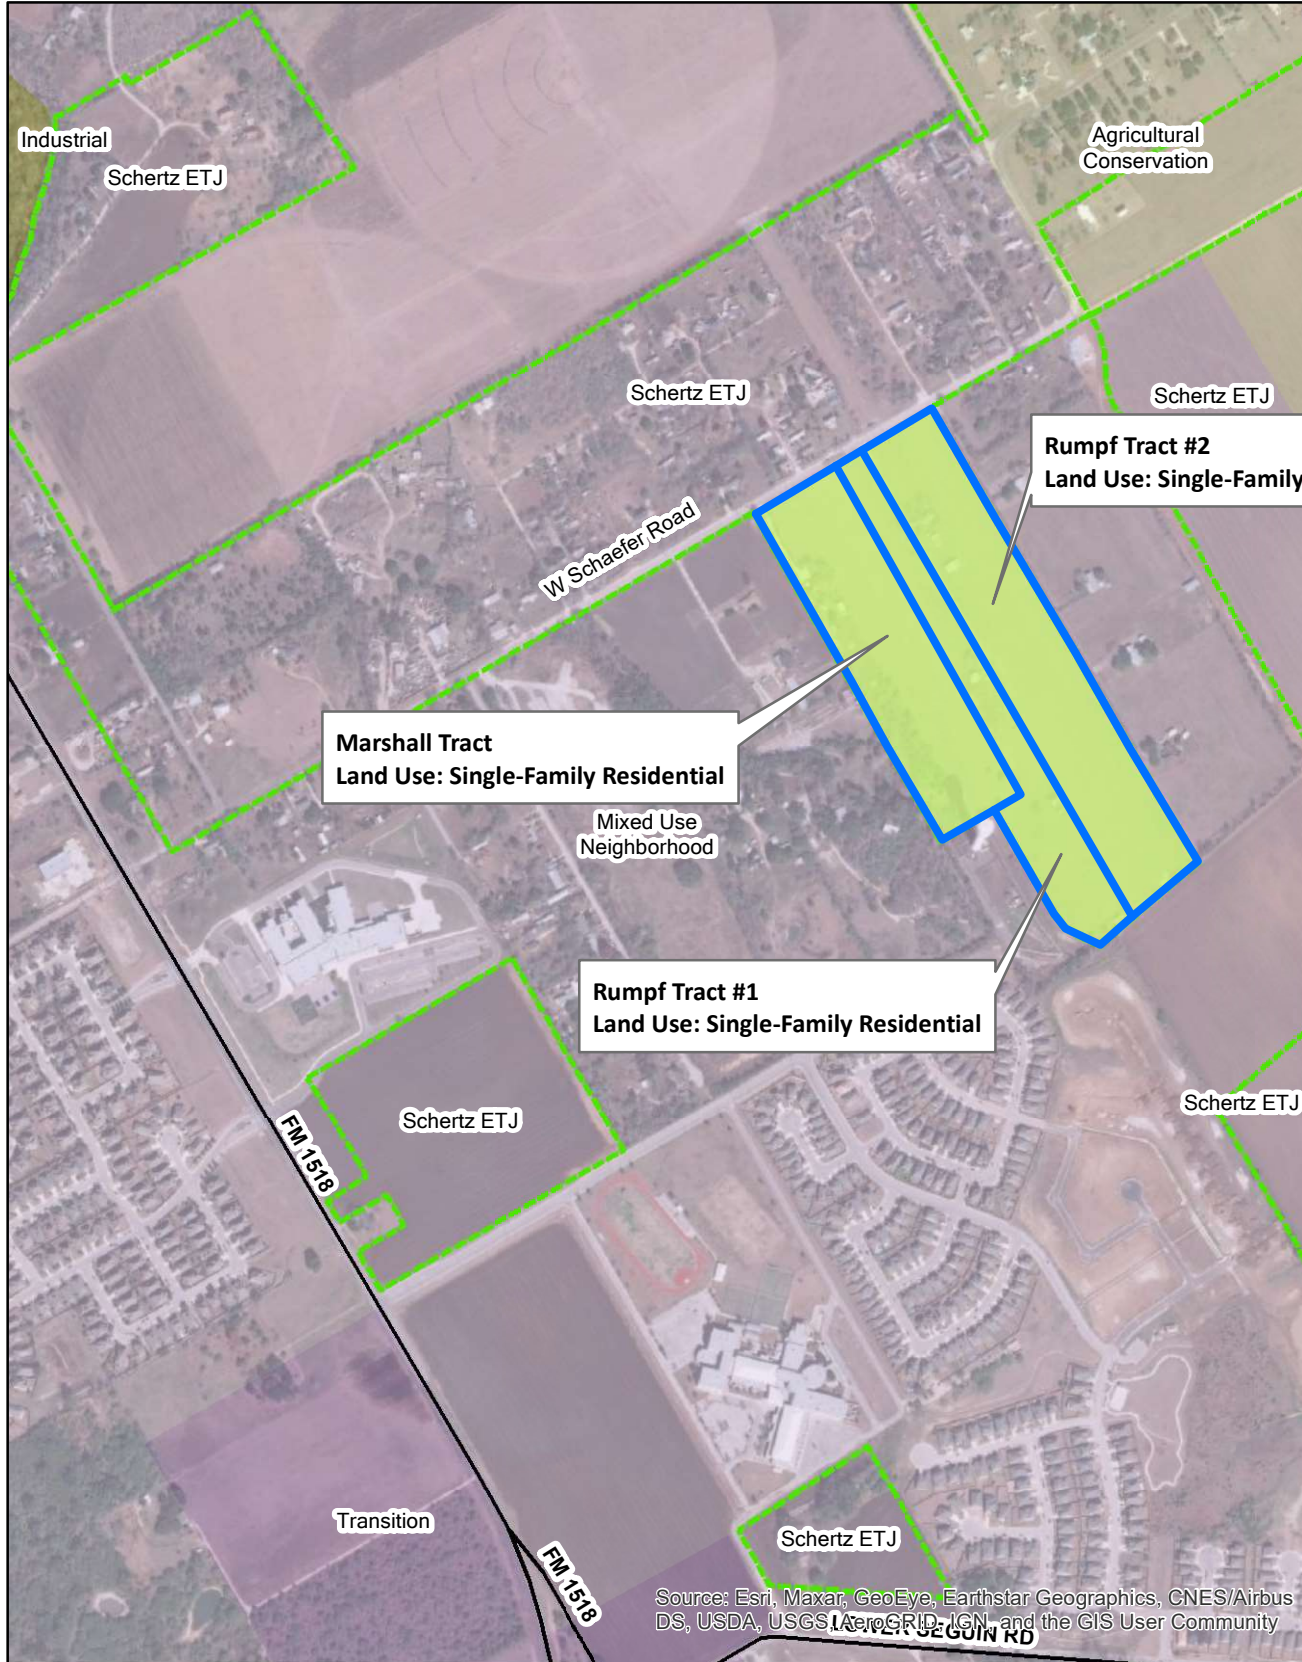 Industrial
Schertz ETJ
Agricultural
Conservation
Schertz ETJ
Schertz ETJ
Rumpf Tract #2
Land Use: Single-Family
W Schaefer Road
Marshall Tract
Land Use: Single-Family Residential
Mixed Use
Neighborhood
Rumpf Tract #1
Land Use: Single-Family Residential
Schertz ETJ
Schertz ETJ
FM 1518
Transition
Schertz ETJ
FM 1518
Source: Esri, Maxar, GeoEye, Earthstar Geographics, CNES/Airbus
DS, USDA, USGS, AeroGRID, IGN, and the GIS User Community
LOWER SEGUIN RD